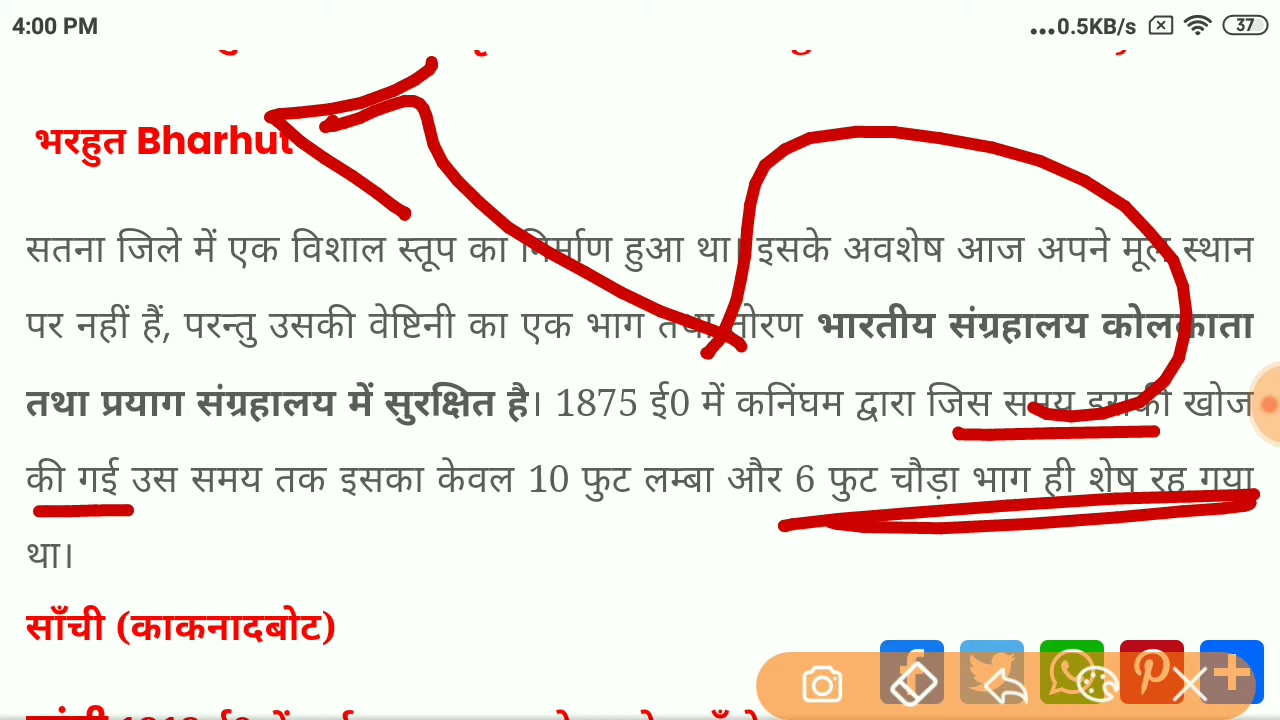 4:00 PM
...0.5KB/s
37
भरहुत Bharhut
सतना जिले में एक विशाल स्तूप का निर्माण हुआ था। इसके अवशेष आज अपने मूल स्थान
पर नहीं हैं, परन्तु उसकी वेष्टिनी का एक भाग तथा तोरण भारतीय संग्रहालय कोलकाता
तथा प्रयाग संग्रहालय में सुरक्षित है। 1875 ई0 में कनिंघम द्वारा जिस समय इसकी खोज
की गई उस समय तक इसका केवल 10 फुट लम्बा और 6 फुट चौड़ा भाग ही शेष रह गया
था।
साँची (काकनादबोट)